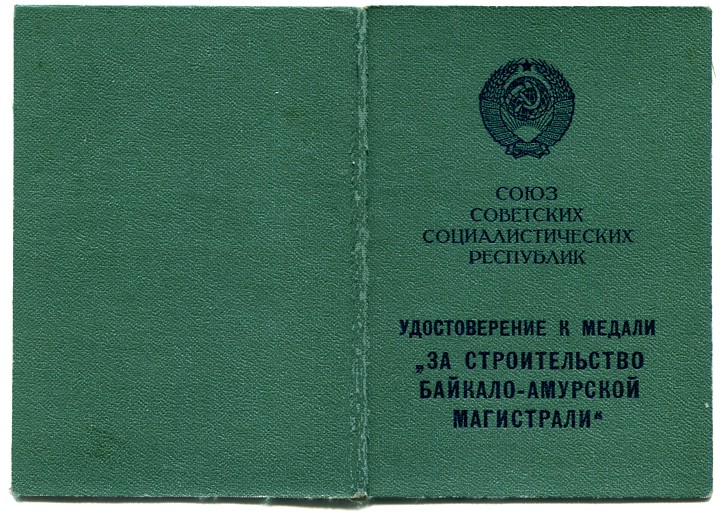 СОЮЗ
СОВЕТСКИХ
СОЦИАЛИСТИЧЕСКИХ
РЕСПУБЛИК
УДОСТОВЕРЕНИЕ К МЕДАЛИ
„ЗА СТРОИТЕЛЬСТВО
БАЙКАЛО-АМУРСКОЙ
МАГИСТРАЛИ“